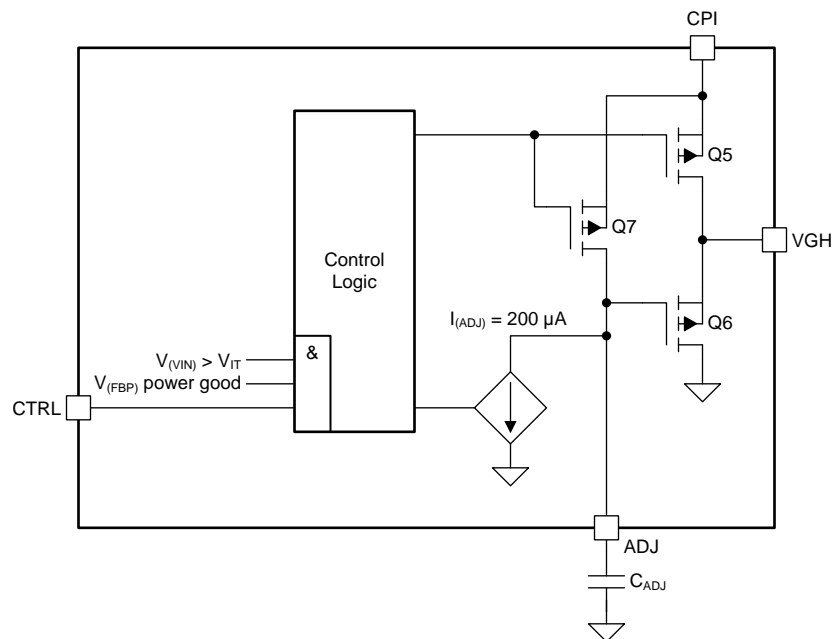 CPI
Q5
Q7
VGH
Control
Logic
I(ADJ) = 200 µA
Q6
&
V(VIN) > VIT
V(FBP) power good
CTRL
ADJ
CADJ